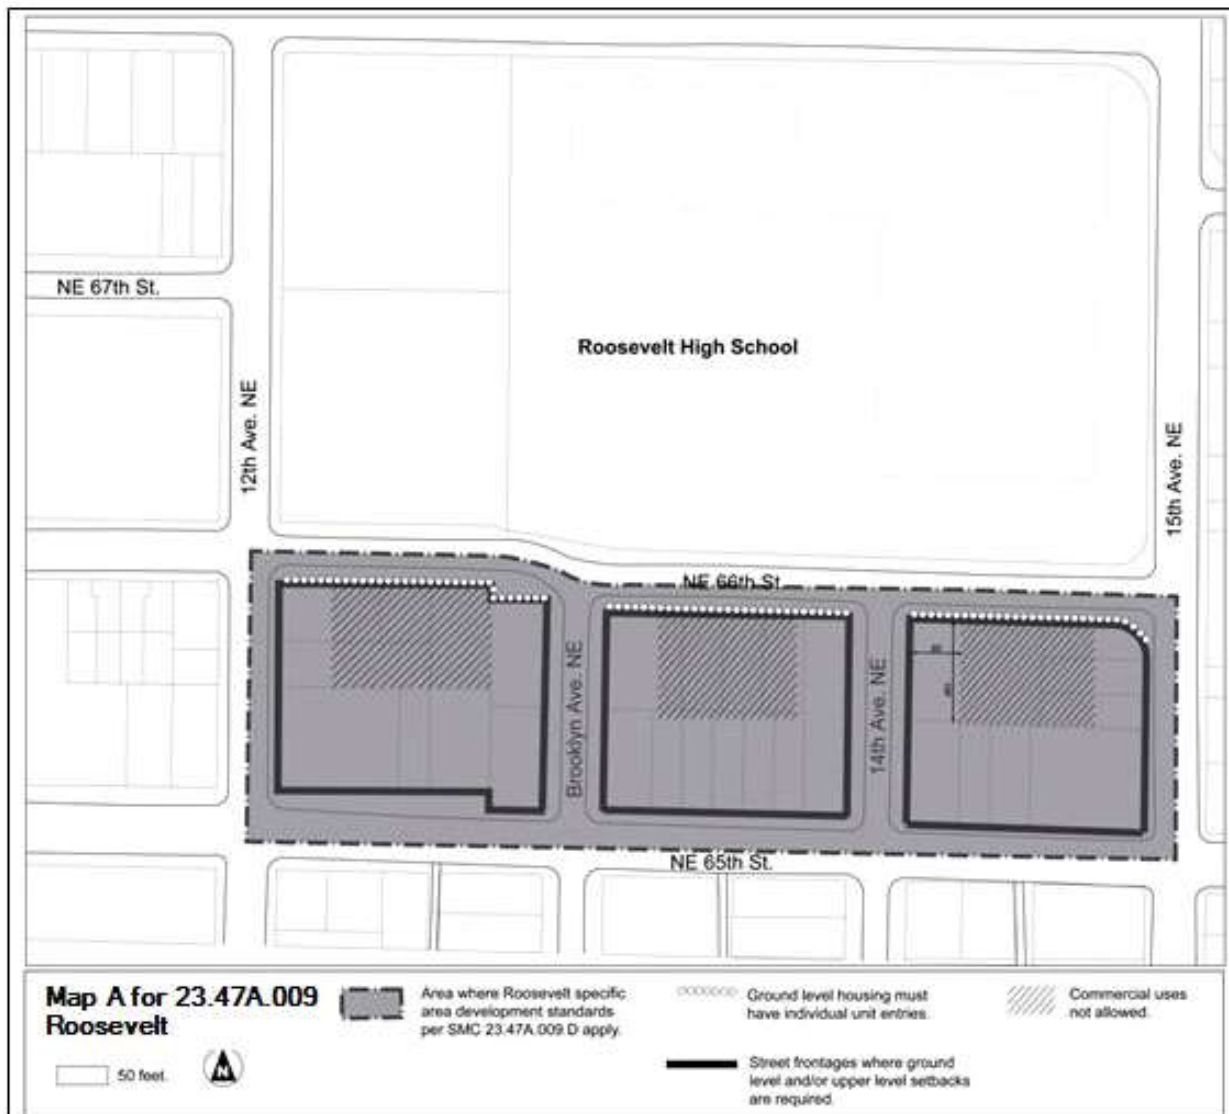 NE 67th St.
Roosevelt High School
12th Ave. NE
15th Ave. NE
NE 66th St
Brooklyn Ave. NE
14th Ave. NE
NE 65th St.
Map A for 23.47A.009
Roosevelt
50 feet.
N
Area where Roosevelt specific
area development standards
per SMC 23.47A.009 D apply.
Ground level housing must
have individual unit entries.
Street frontages where ground
level and/or upper level setbacks
are required.
Commercial uses
not allowed.